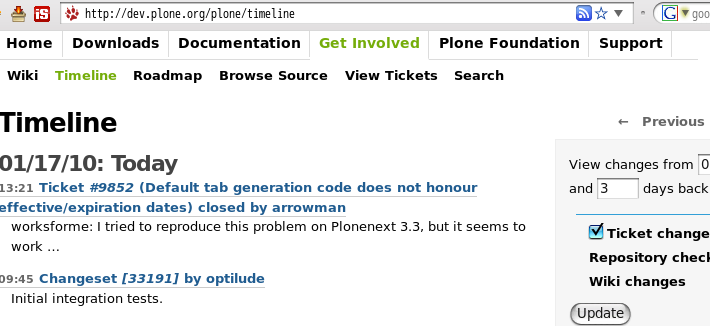 iS http://dev.plone.org/plone/timeline G goo
Home Downloads Documentation Get Involved Plone Foundation Support
Wiki Timeline Roadmap Browse Source View Tickets Search
Timeline
← Previous
01/17/10: Today
13:21 Ticket #9852 (Default tab generation code does not honour
effective/expiration dates) closed by arrowman
worksforme: I tried to reproduce this problem on Plonenext 3.3, but it seems to
work …
09:45 Changeset [33191] by optilude
Initial integration tests.
View changes from 0
and 3 days back
Ticket change
Repository check
Wiki changes
Update